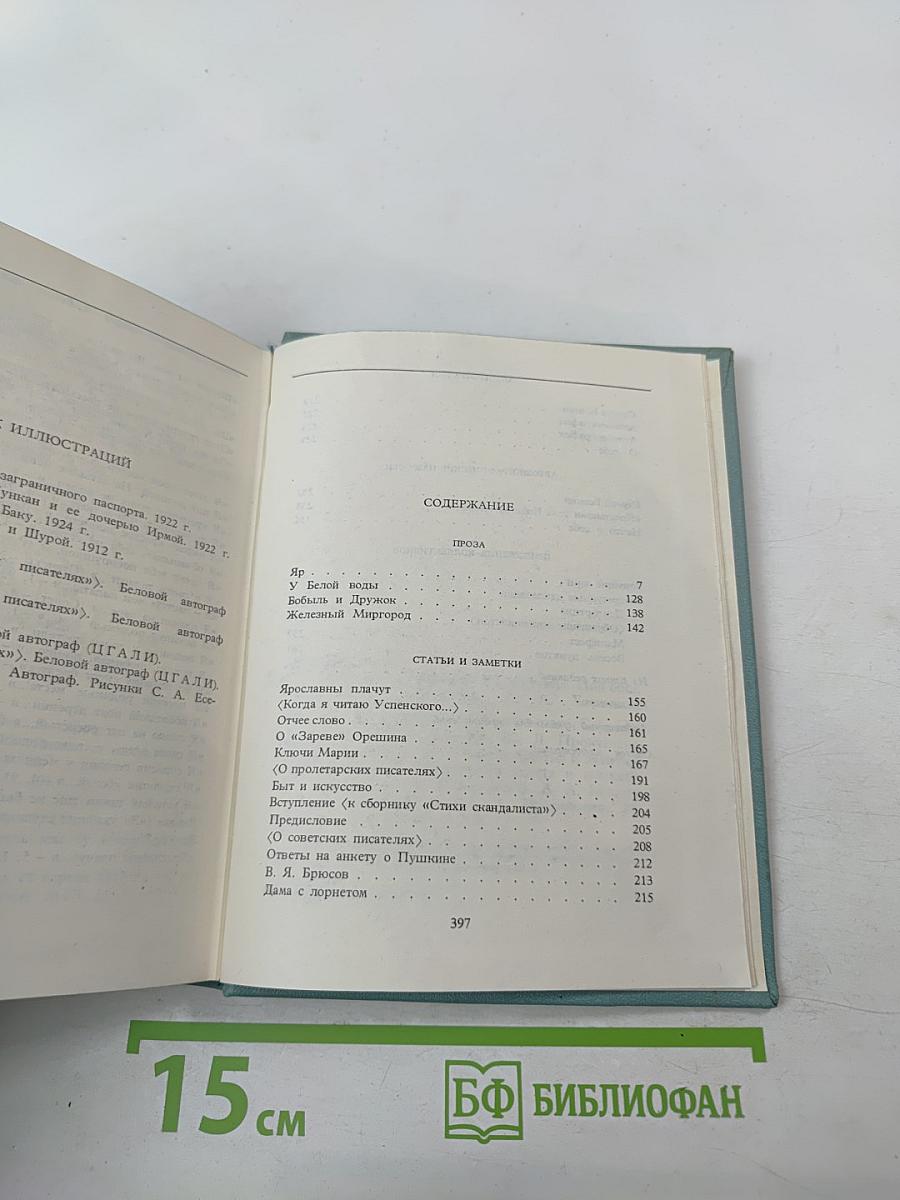 К ИЛЛЮСТРАЦИЙ
заграничного паспорта. 1922 г.
ункан и ее дочерью Ирмой. 1922 г.
Баку. 1924 г.
и Шурой. 1912 г.
писателях»⟩. Беловой автограф
писателях»⟩. Беловой автограф
ой автограф (ЦГАЛИ).
х»⟩. Беловой автограф (ЦГАЛИ).
Автограф. Рисунки С. А. Есе-
СОДЕРЖАНИЕ
ПРОЗА
Яр . . . . . . . . . . . . . . . . . . . . 7
У Белой воды . . . . . . . . . . . . . . . . 128
Бобыль и Дружок . . . . . . . . . . . . . . . 138
Железный Миргород . . . . . . . . . . . . . . 142
СТАТЬИ И ЗАМЕТКИ
Ярославны плачут . . . . . . . . . . . . . . . 155
⟨Когда я читаю Успенского...⟩ . . . . . . . . . . . 160
Отчее слово . . . . . . . . . . . . . . . . . 161
О «Зареве» Орешина . . . . . . . . . . . . . . 165
Ключи Марии . . . . . . . . . . . . . . . . . 167
⟨О пролетарских писателях⟩ . . . . . . . . . . . . 191
Быт и искусство . . . . . . . . . . . . . . . . 198
Вступление ⟨к сборнику «Стихи скандалиста»⟩ . . . . 204
Предисловие . . . . . . . . . . . . . . . . . 205
⟨О советских писателях⟩ . . . . . . . . . . . . . 208
Ответы на анкету о Пушкине . . . . . . . . . . . 212
В. Я. Брюсов . . . . . . . . . . . . . . . . . 213
Дама с лорнетом . . . . . . . . . . . . . . . . 215
397
15 см
БФ БИБЛИОФАН